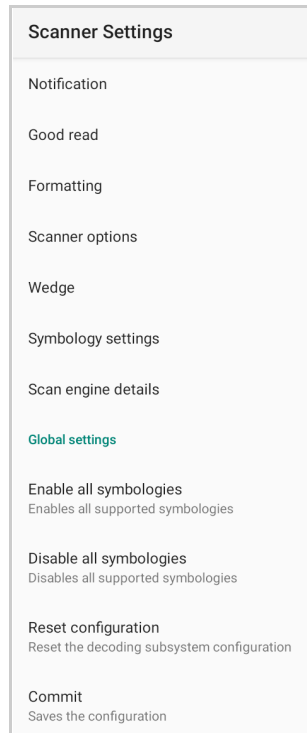 Scanner Settings
Notification
Good read
Formatting
Scanner options
Wedge
Symbology settings
Scan engine details
Global settings
Enable all symbologies
Enables all supported symbologies
Disable all symbologies
Disables all supported symbologies
Reset configuration
Reset the decoding subsystem configuration
Commit
Saves the configuration